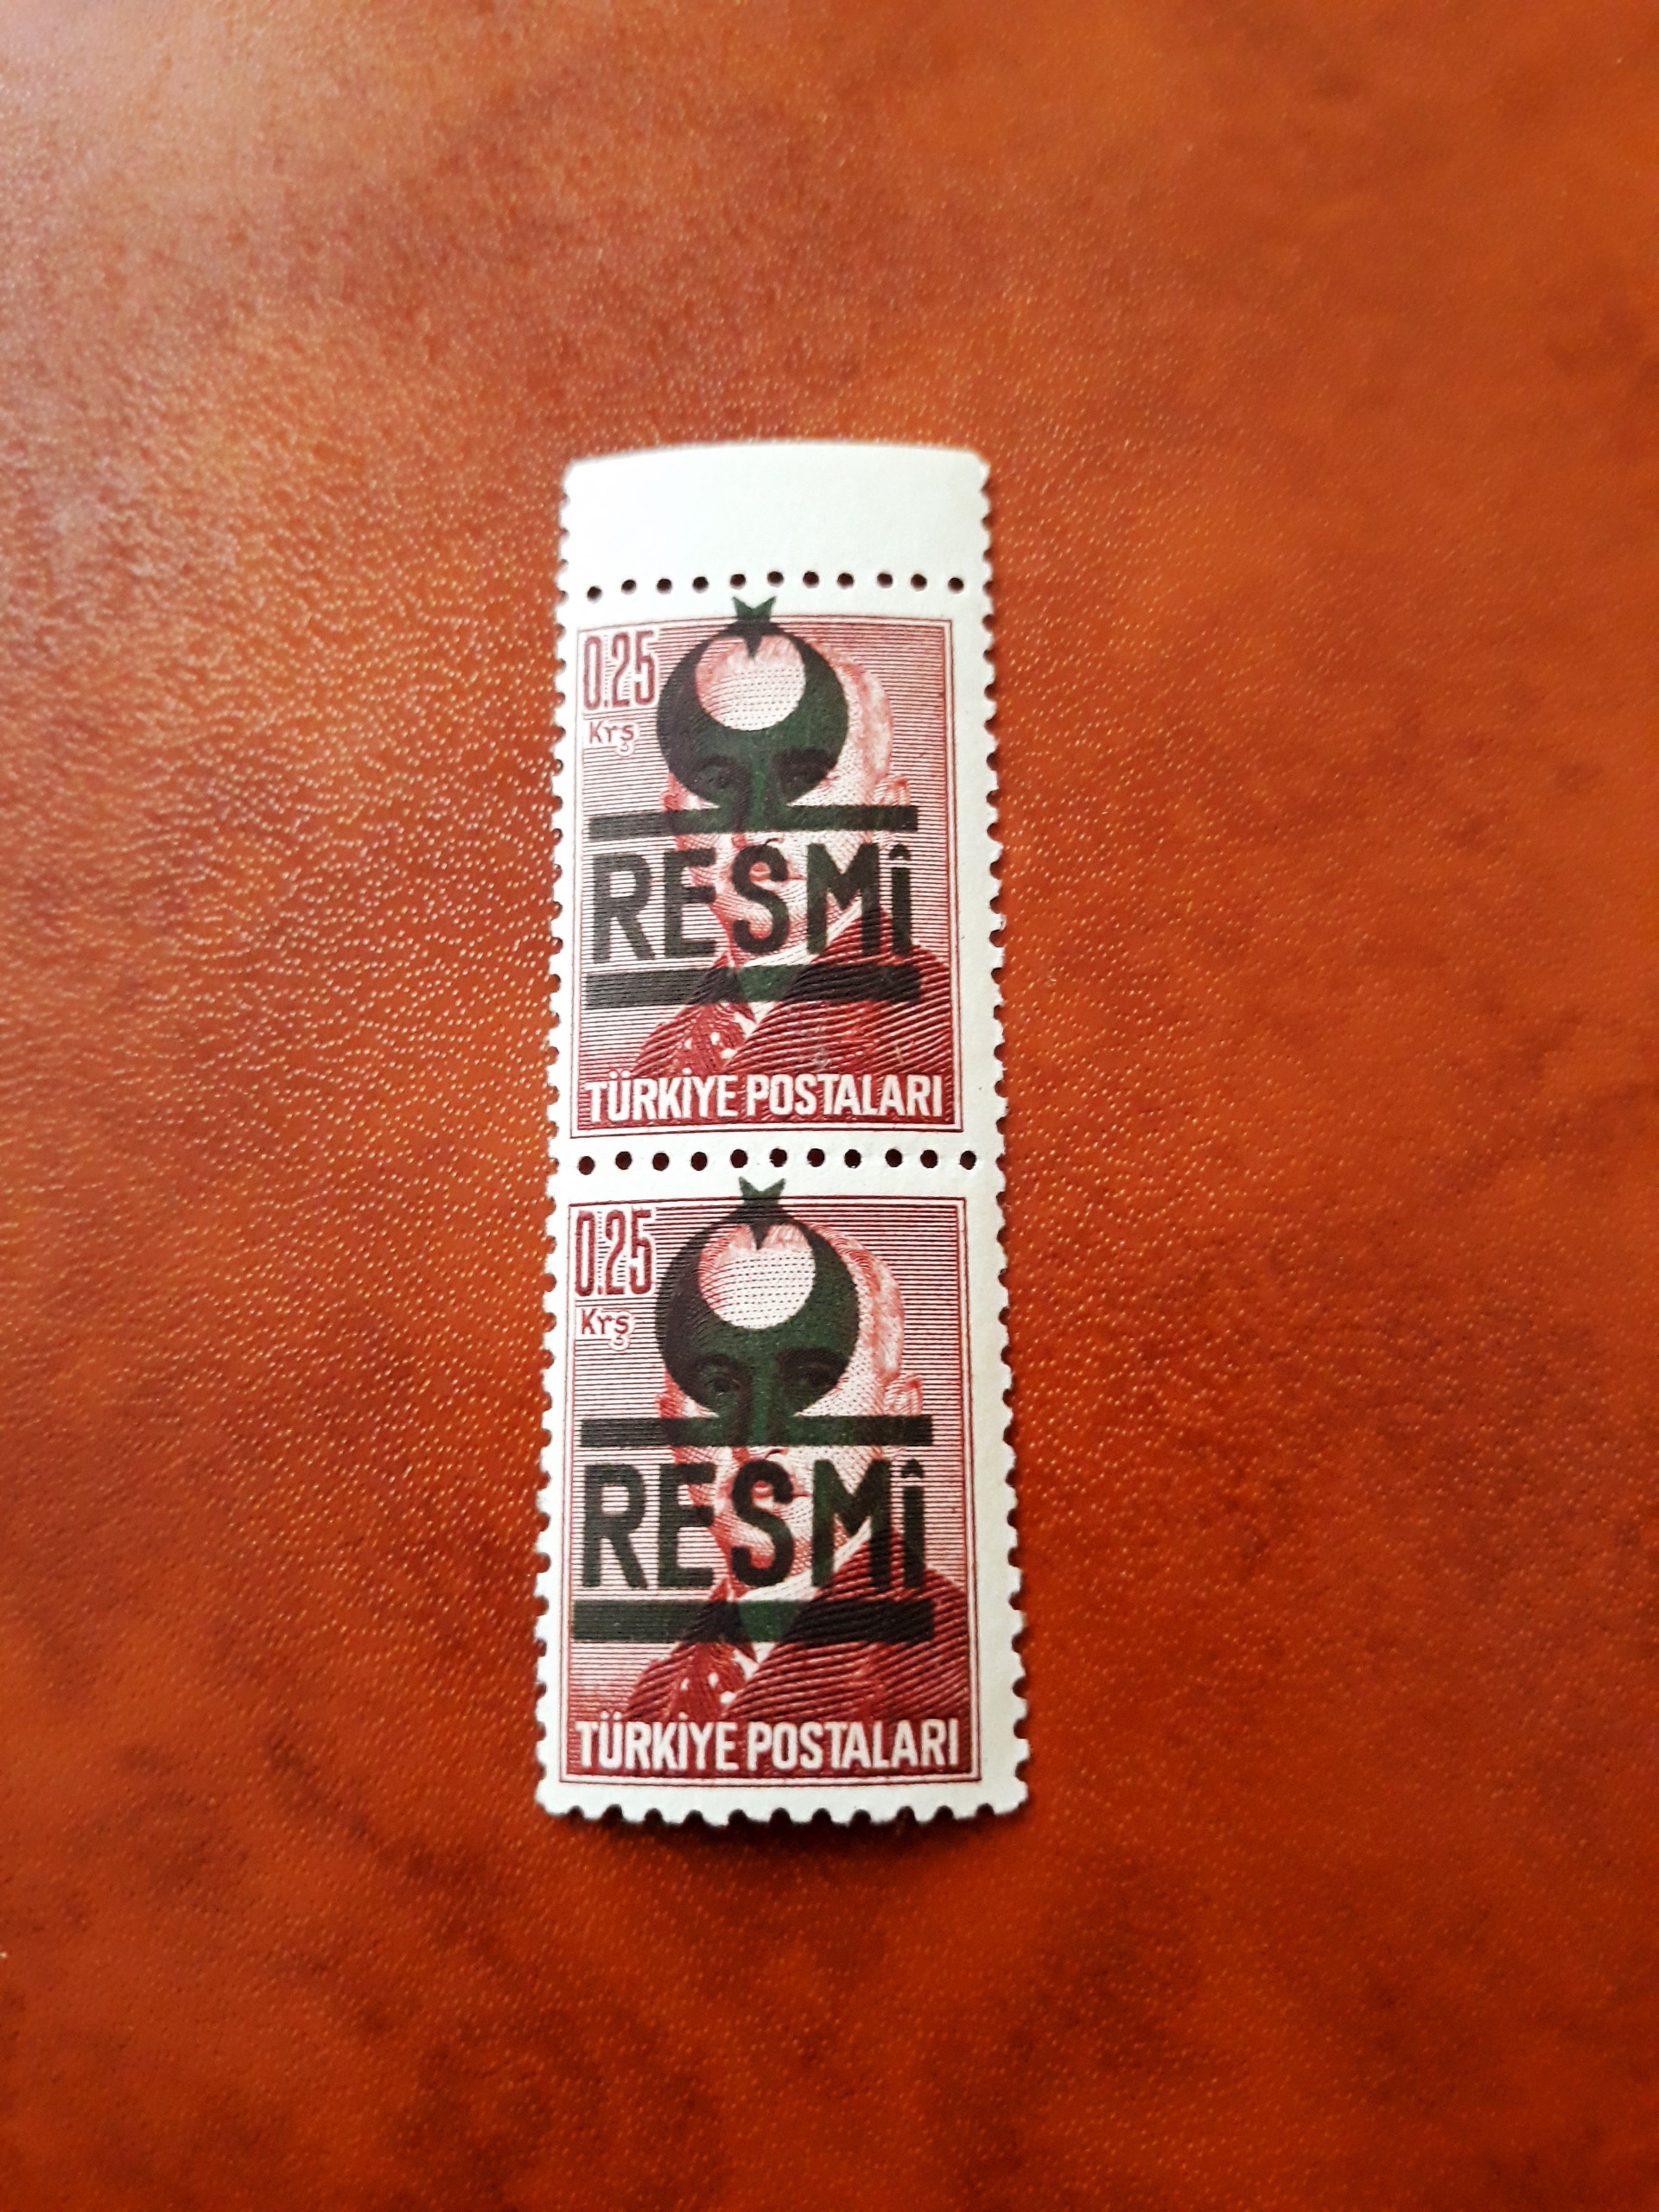 0.25
Krş
RESMÎ
TÜRKİYE POSTALARI
0.25
Krş
RESMÎ
TÜRKİYE POSTALARI